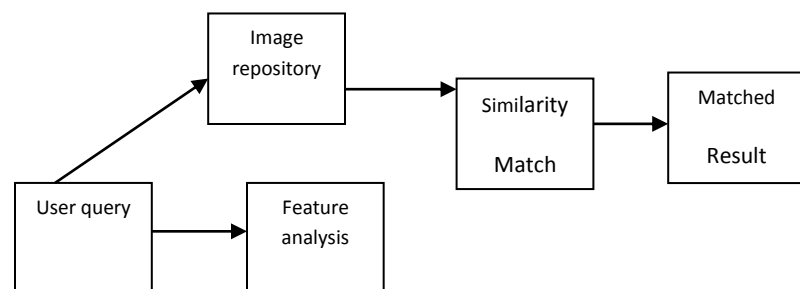 Image
repository
Similarity
Match
Matched
Result
User query
Feature
analysis